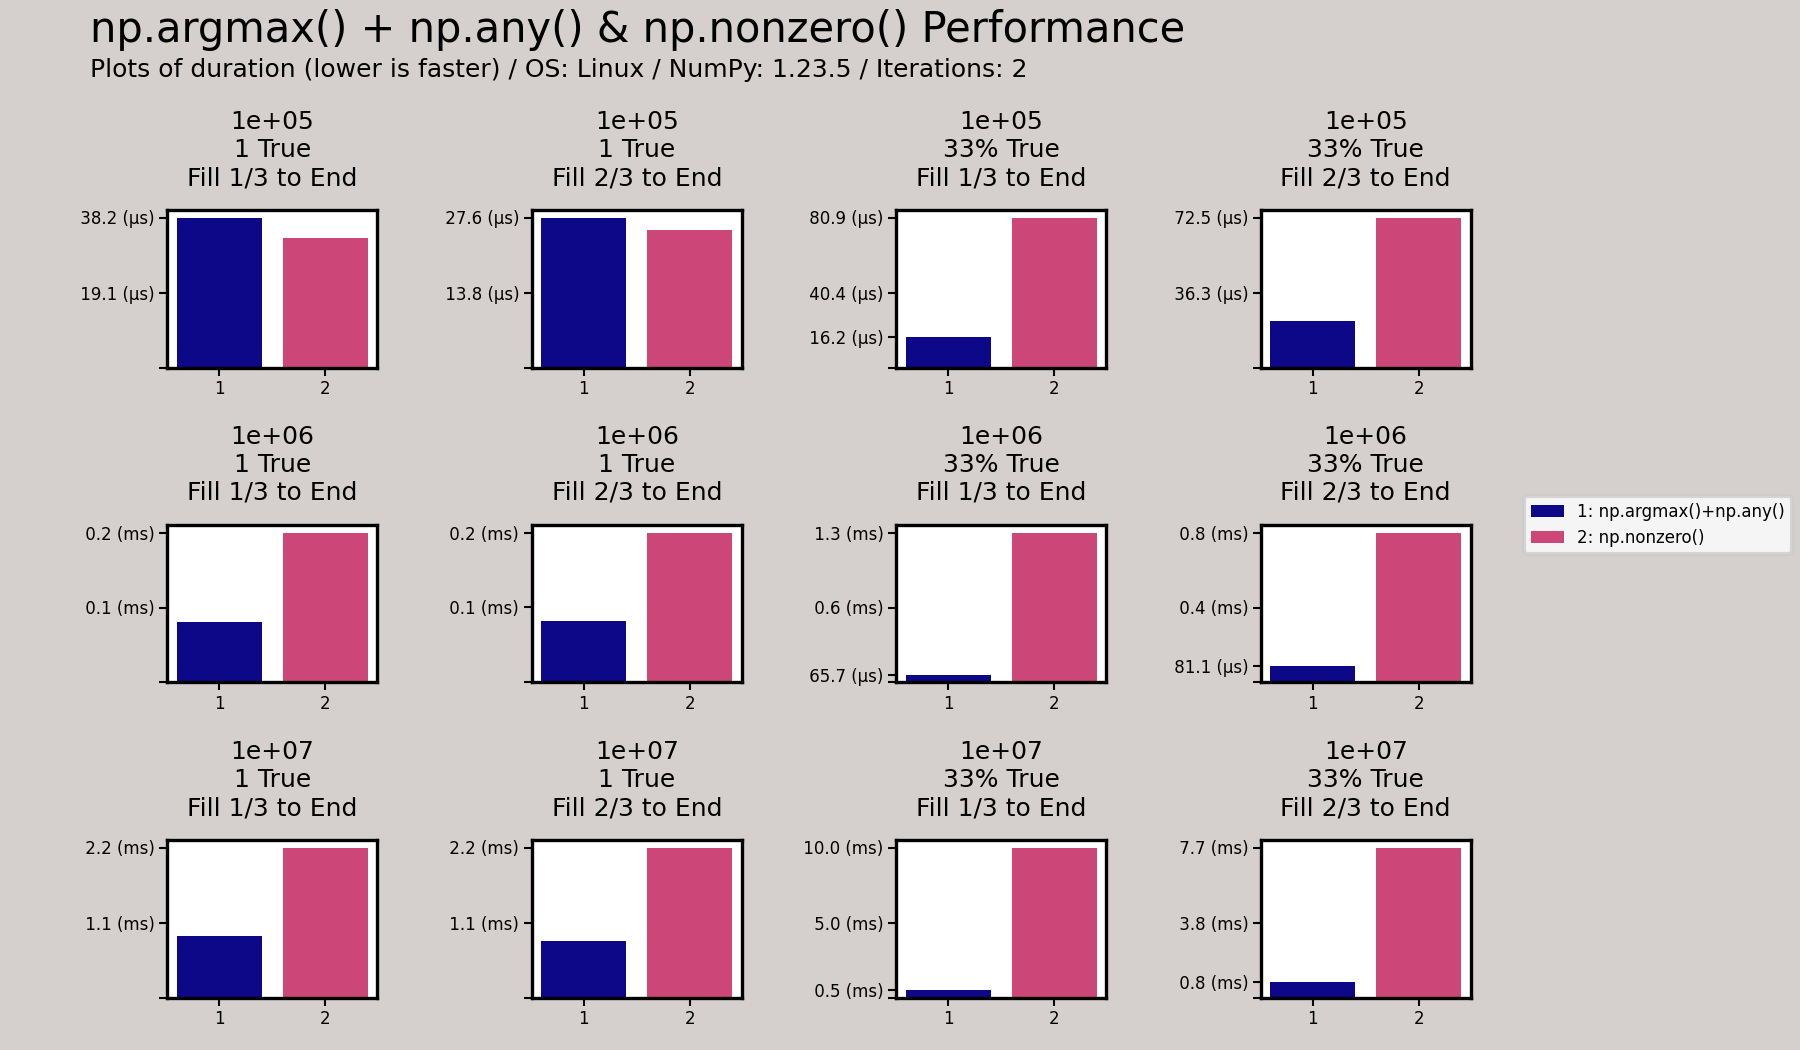 np.argmax() + np.any() & np.nonzero() Performance
Plots of duration (lower is faster) / OS: Linux / NumPy: 1.23.5 / Iterations: 2
1e+05
1 True
Fill 1/3 to End
38.2 (µs)
19.1 (µs)
1 2
1e+05
1 True
Fill 2/3 to End
27.6 (µs)
13.8 (µs)
1 2
1e+05
33% True
Fill 1/3 to End
80.9 (µs)
40.4 (µs)
16.2 (µs)
1 2
1e+05
33% True
Fill 2/3 to End
72.5 (µs)
36.3 (µs)
1 2
1e+06
1 True
Fill 1/3 to End
0.2 (ms)
0.1 (ms)
1 2
1e+06
1 True
Fill 2/3 to End
0.2 (ms)
0.1 (ms)
1 2
1e+06
33% True
Fill 1/3 to End
1.3 (ms)
0.6 (ms)
65.7 (µs)
1 2
1e+06
33% True
Fill 2/3 to End
0.8 (ms)
0.4 (ms)
81.1 (µs)
1 2
1: np.argmax()+np.any()
2: np.nonzero()
1e+07
1 True
Fill 1/3 to End
2.2 (ms)
1.1 (ms)
1 2
1e+07
1 True
Fill 2/3 to End
2.2 (ms)
1.1 (ms)
1 2
1e+07
33% True
Fill 1/3 to End
10.0 (ms)
5.0 (ms)
0.5 (ms)
1 2
1e+07
33% True
Fill 2/3 to End
7.7 (ms)
3.8 (ms)
0.8 (ms)
1 2